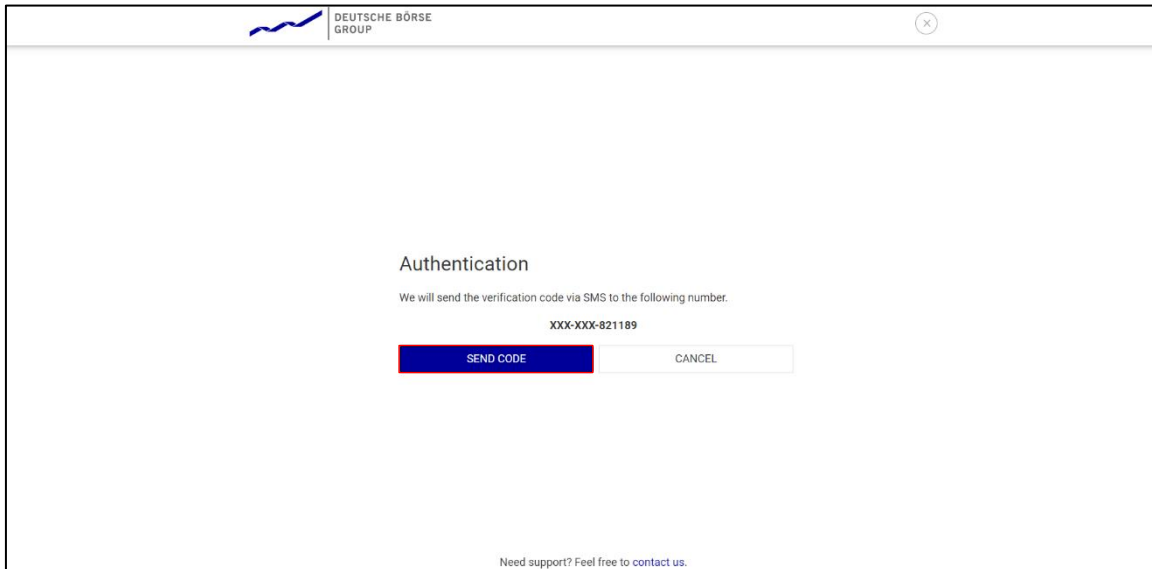 DEUTSCHE BÖRSE
GROUP
Authentication
We will send the verification code via SMS to the following number.
XXX-XXX-821189
SEND CODE
CANCEL
Need support? Feel free to contact us.